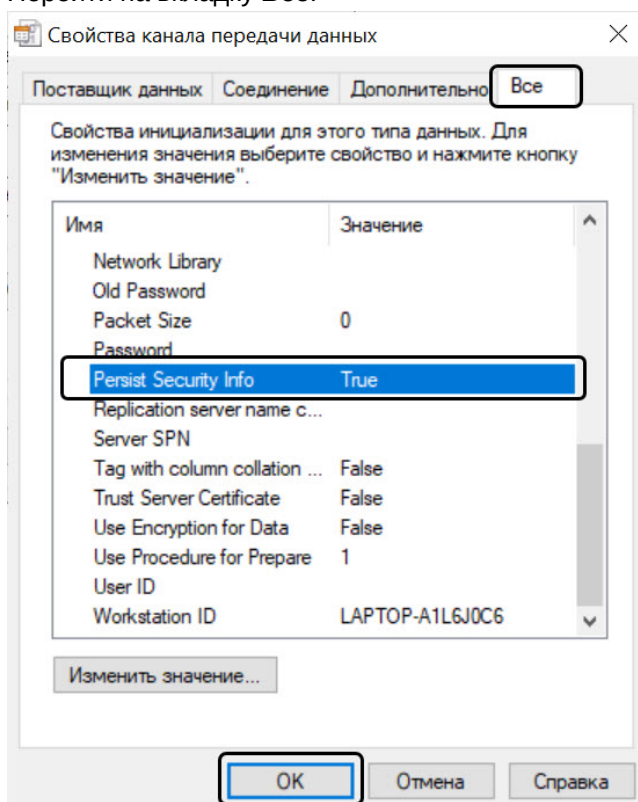 Свойства канала передачи данных
Поставщик данных Соединение Дополнительно Все
Свойства инициализации для этого типа данных. Для
изменения значения выберите свойство и нажмите кнопку
"Изменить значение".
Имя Значение
Network Library
Old Password
Packet Size 0
Password
Persist Security Info True
Replication server name c...
Server SPN
Tag with column collation ... False
Trust Server Certificate False
Use Encryption for Data False
Use Procedure for Prepare 1
User ID
Workstation ID LAPTOP-A1L6J0C6
Изменить значение...
OK Отмена Справка